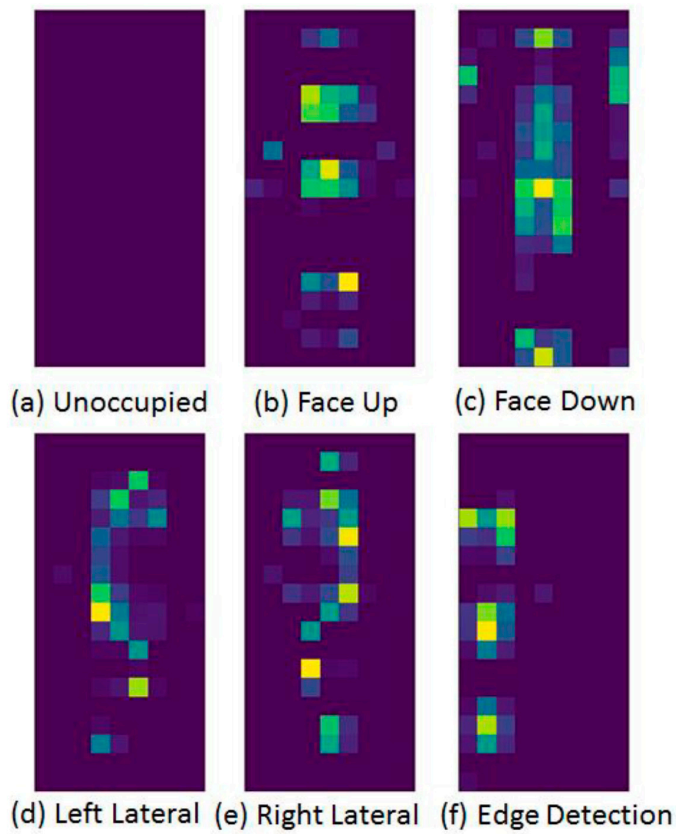 (a) Unoccupied
(b) Face Up
(c) Face Down
(d) Left Lateral
(e) Right Lateral
(f) Edge Detection